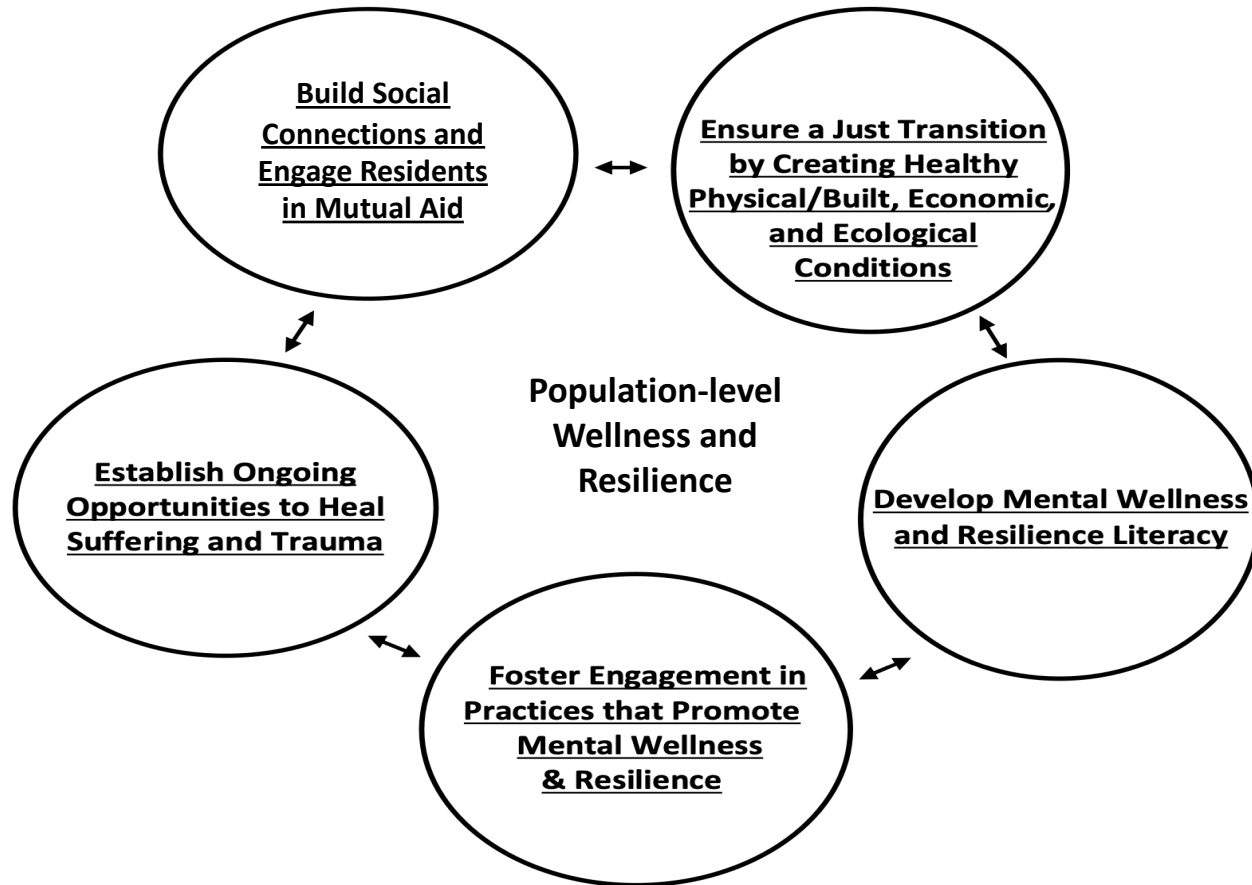 Build Social
Connections and
Engage Residents
in Mutual Aid
Ensure a Just Transition
by Creating Healthy
Physical/Built, Economic,
and Ecological
Conditions
Population-level
Wellness and
Resilience
Establish Ongoing
Opportunities to Heal
Suffering and Trauma
Develop Mental Wellness
and Resilience Literacy
Foster Engagement in
Practices that Promote
Mental Wellness
& Resilience